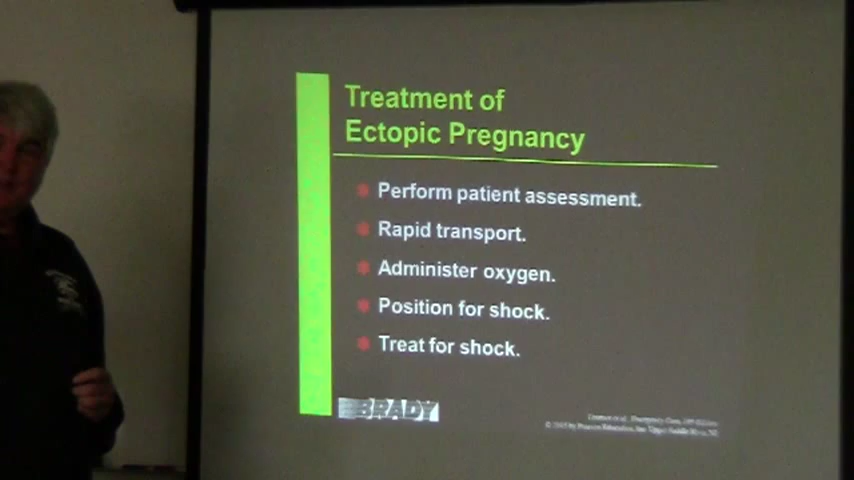 Treatment of
Ectopic Pregnancy
Perform patient assessment.
Rapid transport.
Administer oxygen.
Position for shock.
Treat for shock.
BRADY